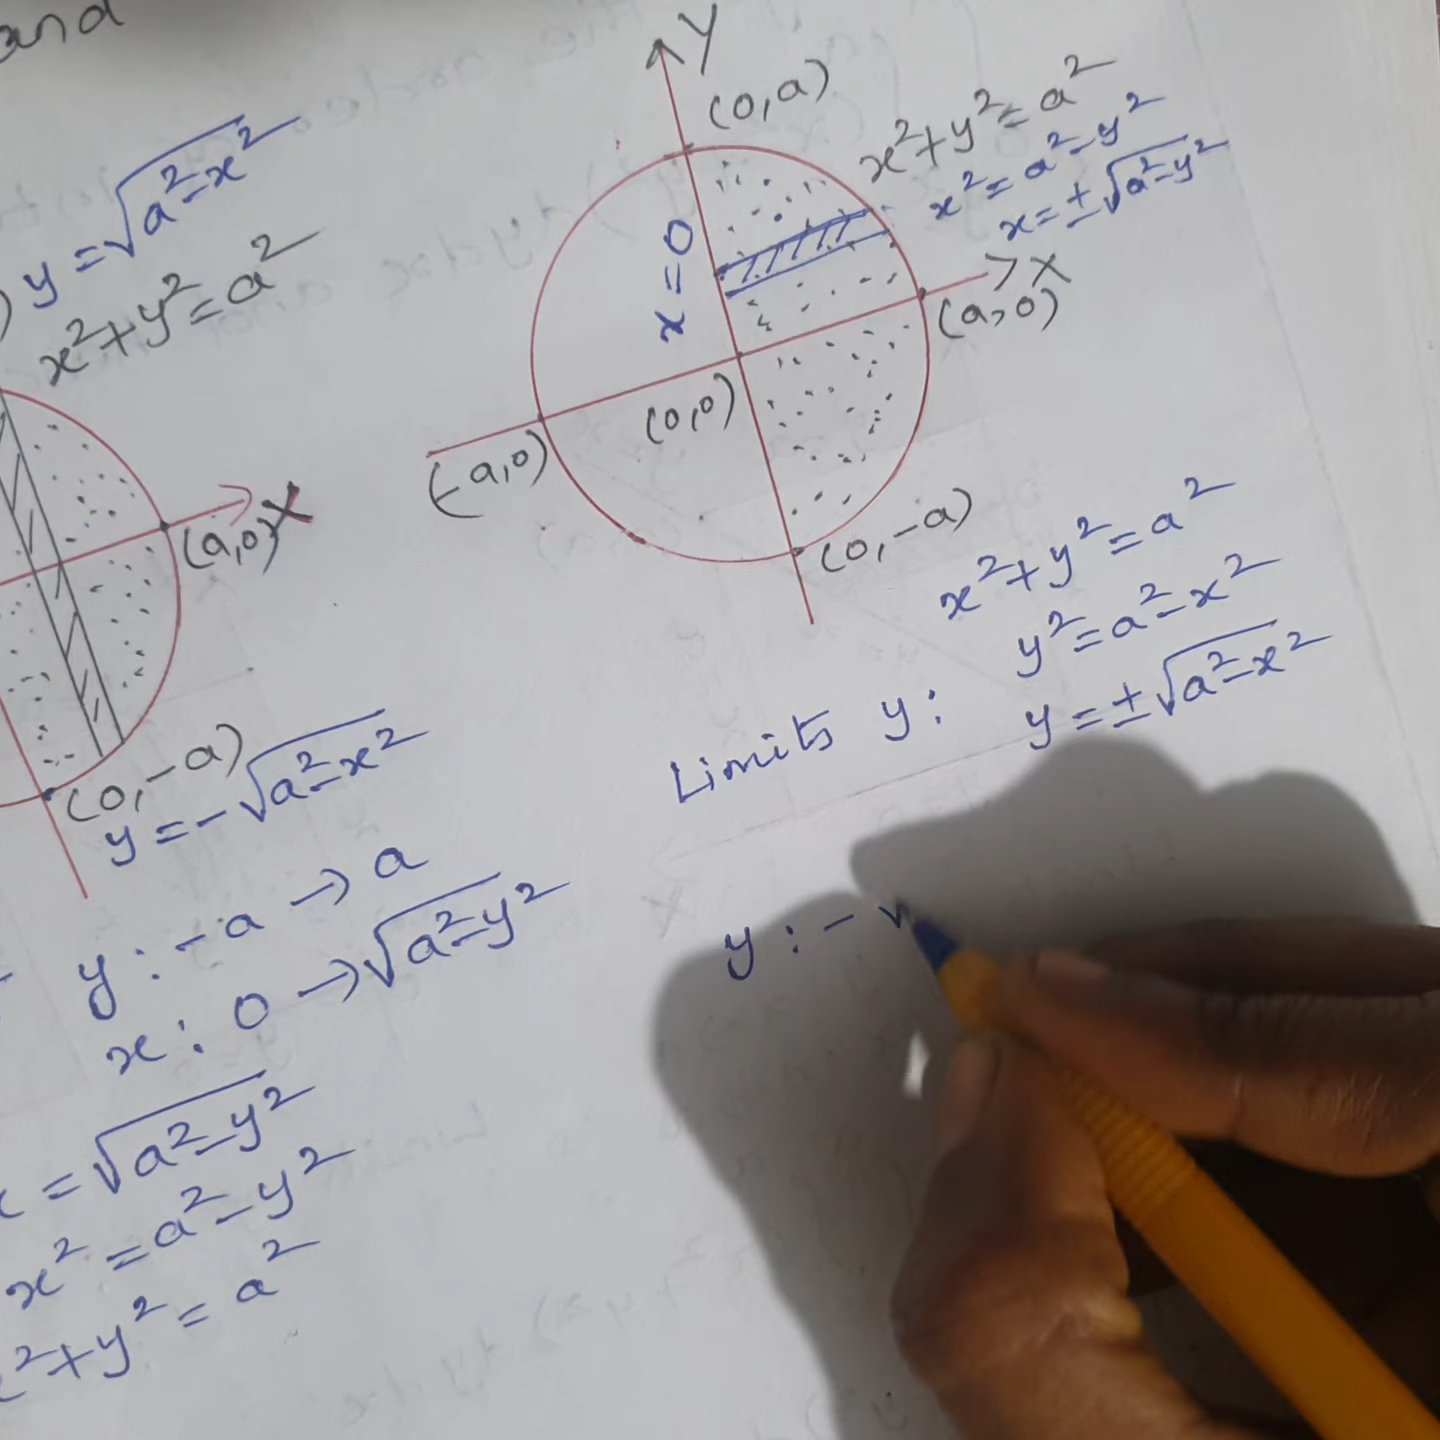 and
y = √a²-x²
x²+y² = a²
(a,0) X
(0,-a)
y = -√a²-x²
y : -a → a
x : 0 → √a²-y²
= √a²-y²
x² = a²-y²
x²+y² = a²
Y
(0,a)
x²+y² = a²
x² = a²-y²
x = ±√a²-y²
x = 0
X
(a,0)
(0,0)
(-a,0)
(0,-a)
x²+y² = a²
y² = a²-x²
Limits y : y = ±√a²-x²
y : - √